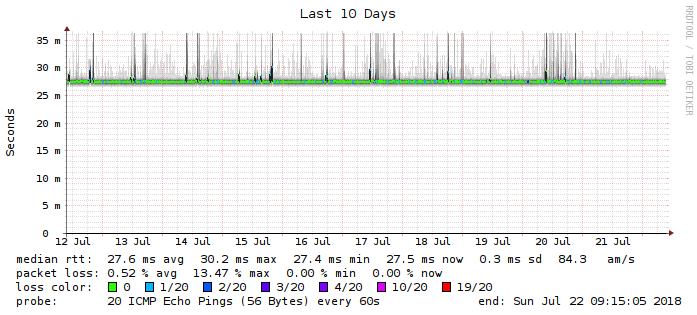 Last 10 Days
RRDTOOL / TOBI OETIKER
Seconds
35 m
30 m
25 m
20 m
15 m
10 m
5 m
0
12 Jul 13 Jul 14 Jul 15 Jul 16 Jul 17 Jul 18 Jul 19 Jul 20 Jul 21 Jul
median rtt: 27.6 ms avg 30.2 ms max 27.4 ms min 27.5 ms now 0.3 ms sd 84.3 am/s
packet loss: 0.52 % avg 13.47 % max 0.00 % min 0.00 % now
loss color: 0 1/20 2/20 3/20 4/20 10/20 19/20
probe: 20 ICMP Echo Pings (56 Bytes) every 60s end: Sun Jul 22 09:15:05 2018